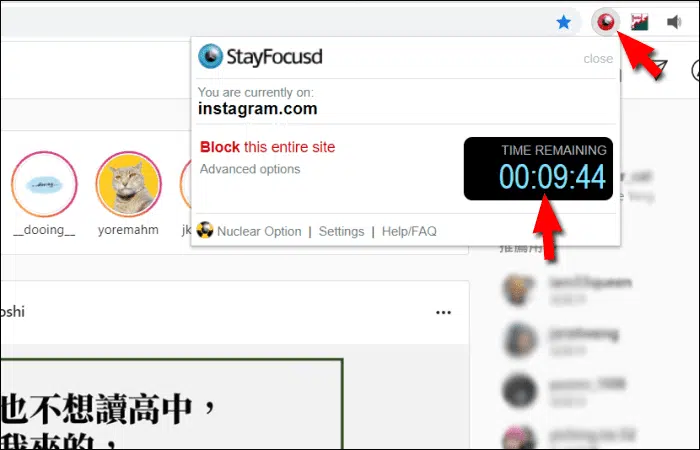 StayFocusd
close
You are currently on:
instagram.com
Block this entire site
Advanced options
TIME REMAINING
00:09:44
Nuclear Option | Settings | Help/FAQ
__dooing__
yoremahm
jk
oshi
...
也不想讀高中，
我來的，